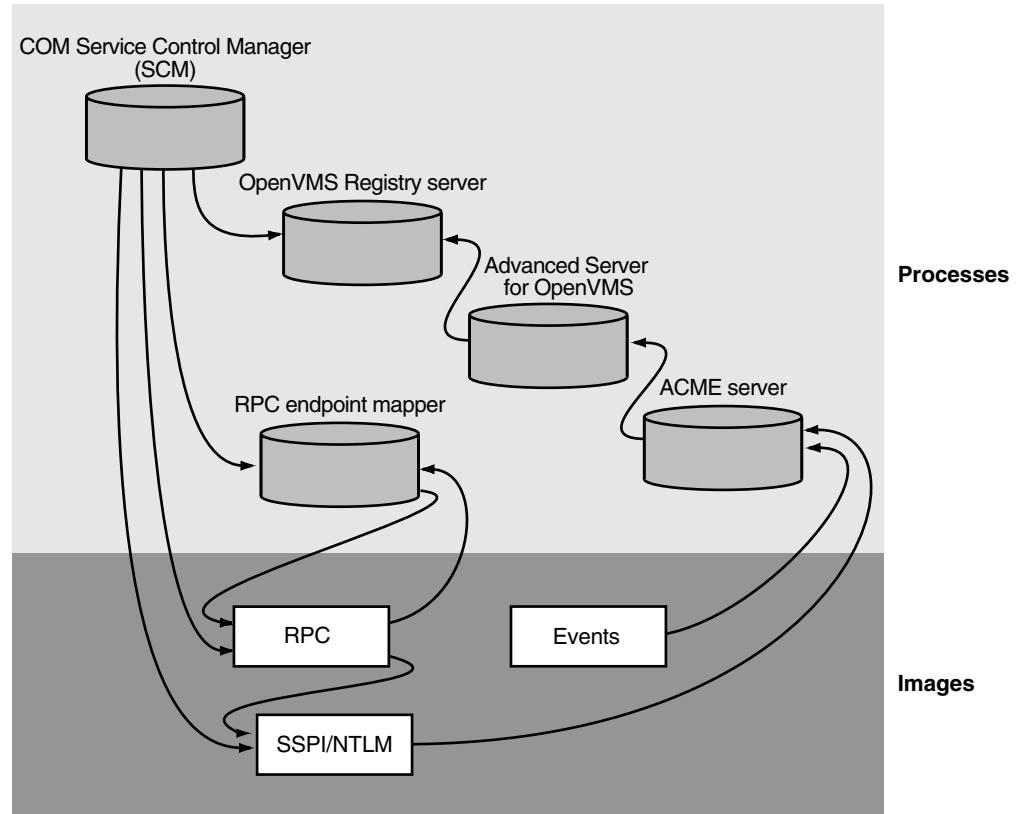 COM Service Control Manager
(SCM)
OpenVMS Registry server
Advanced Server
for OpenVMS
Processes
ACME server
RPC endpoint mapper
RPC
Events
Images
SSPI/NTLM